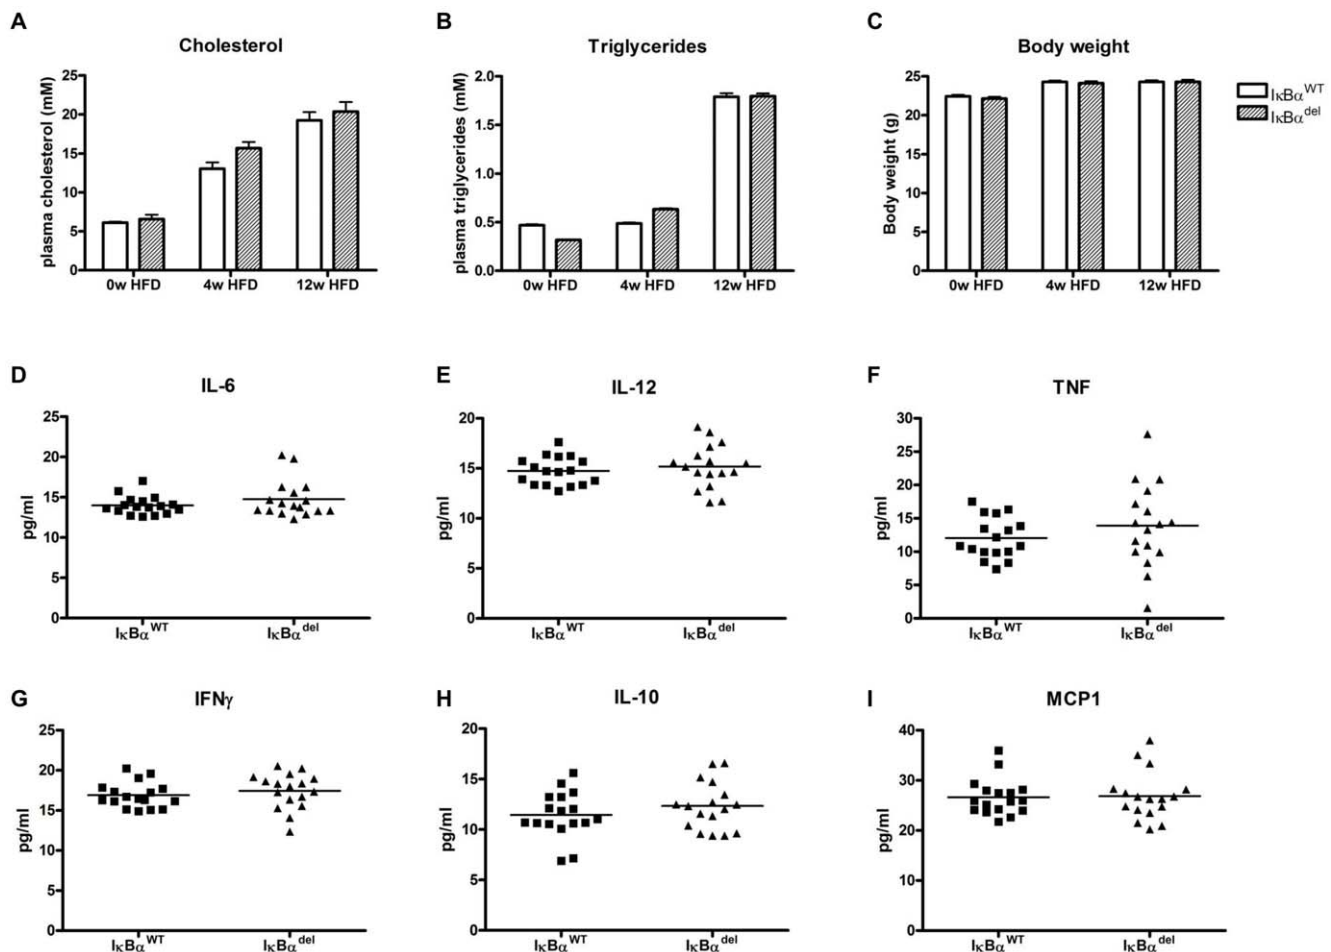 A
Cholesterol
plasma cholesterol (mM)
25
20
15
10
5
0
0w HFD 4w HFD 12w HFD
B
Triglycerides
plasma triglycerides (mM)
2.0
1.5
1.0
0.5
0.0
0w HFD 4w HFD 12w HFD
C
Body weight
Body weight (g)
25
20
15
10
5
0
0w HFD 4w HFD 12w HFD
IκBα^WT
IκBα^del
D
IL-6
pg/ml
25
20
15
10
5
0
IκBα^WT IκBα^del
E
IL-12
pg/ml
20
15
10
5
0
IκBα^WT IκBα^del
F
TNF
pg/ml
30
25
20
15
10
5
0
IκBα^WT IκBα^del
G
IFNγ
pg/ml
25
20
15
10
5
0
IκBα^WT IκBα^del
H
IL-10
pg/ml
20
15
10
5
0
IκBα^WT IκBα^del
I
MCP1
pg/ml
40
30
20
10
0
IκBα^WT IκBα^del